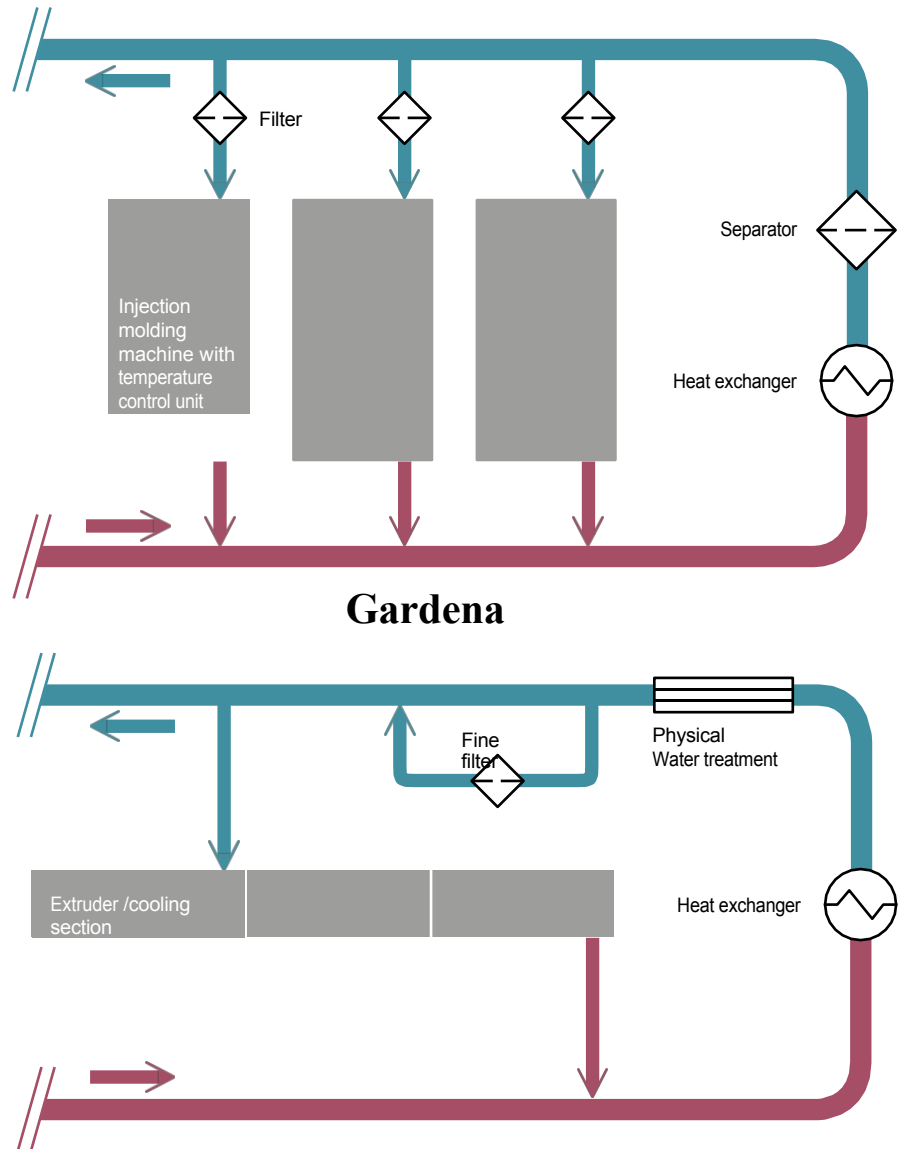 Filter
Separator
Injection
molding
machine with
temperature
control unit
Heat exchanger
Gardena
Fine
filter
Physical
Water treatment
Extruder /cooling
section
Heat exchanger